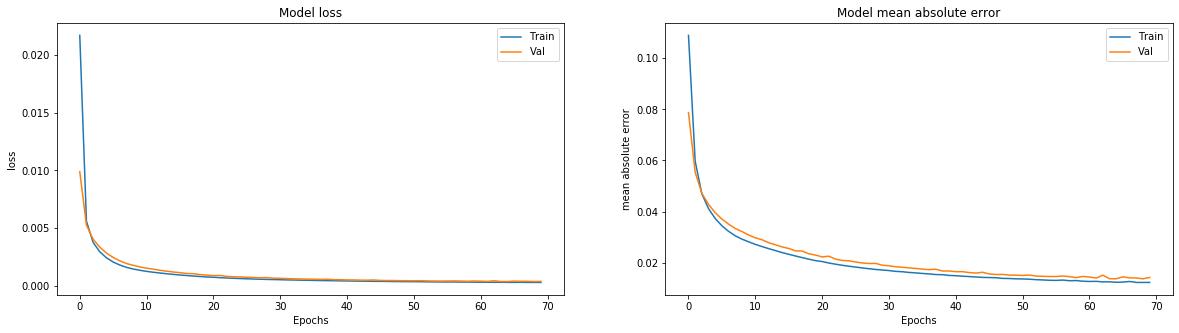 Model loss
Train
Val
0.020
0.015
0.010
0.005
0.000
loss
0 10 20 30 40 50 60 70
Epochs
Model mean absolute error
Train
Val
0.10
0.08
0.06
0.04
0.02
mean absolute error
0 10 20 30 40 50 60 70
Epochs